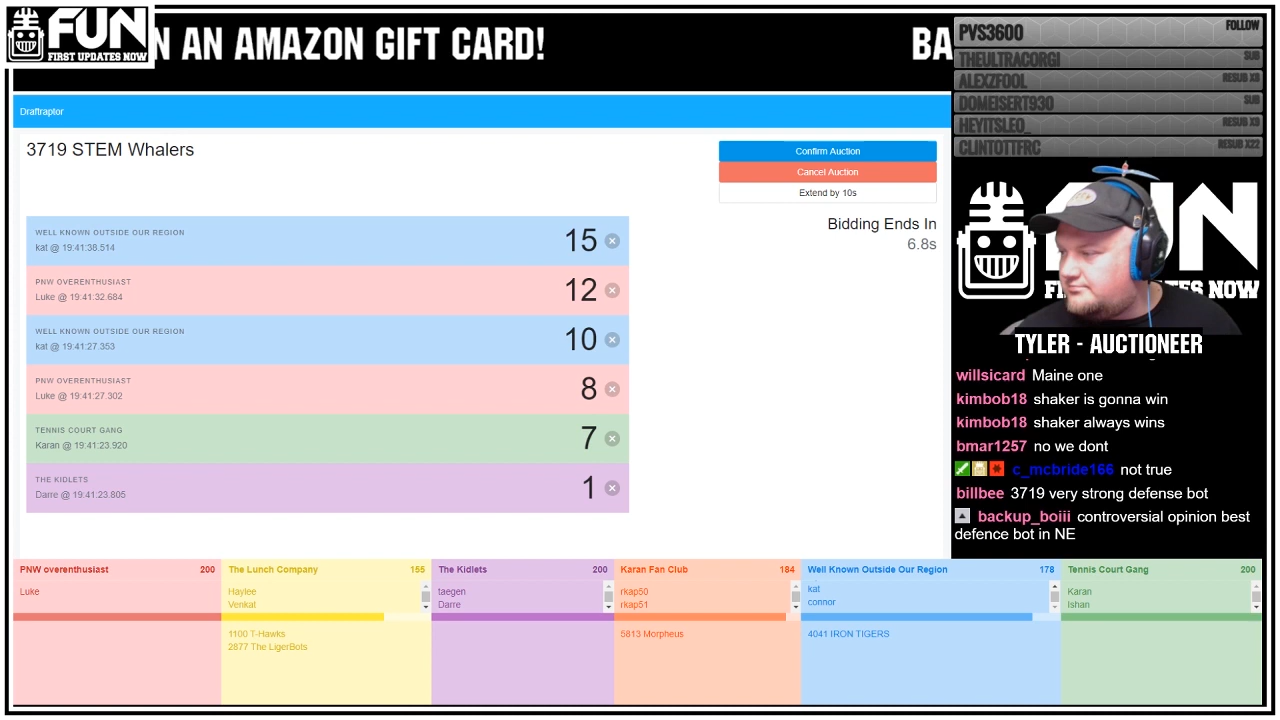 FUN
FIRST UPDATES NOW
N AN AMAZON GIFT CARD!
BA
PVS3600
FOLLOW
THEULTRACORGI
SUB
ALEXZFOOL
RESUB X8
DOMEISERT930
SUB
HEYITSLEO_
RESUB X9
CLINTOTTFRC
RESUB X22
Draftraptor
3719 STEM Whalers
Confirm Auction
Cancel Auction
Extend by 10s
Bidding Ends In
6.8s
WELL KNOWN OUTSIDE OUR REGION
kat @ 19:41:38.514
15
PNW OVERENTHUSIAST
Luke @ 19:41:32.684
12
WELL KNOWN OUTSIDE OUR REGION
kat @ 19:41:27.353
10
PNW OVERENTHUSIAST
Luke @ 19:41:27.302
8
TENNIS COURT GANG
Karan @ 19:41:23.920
7
THE KIDLETS
Darre @ 19:41:23.805
1
TYLER - AUCTIONEER
willsicard Maine one
kimbob18 shaker is gonna win
kimbob18 shaker always wins
bmar1257 no we dont
c_mcbride166 not true
billbee 3719 very strong defense bot
backup_boiii controversial opinion best
defence bot in NE
PNW overenthusiast 200
Luke
The Lunch Company 155
Haylee
Venkat
1100 T-Hawks
2877 The LigerBots
The Kidlets 200
taegen
Darre
Karan Fan Club 184
rkap50
rkap51
5813 Morpheus
Well Known Outside Our Region 178
kat
connor
4041 IRON TIGERS
Tennis Court Gang 200
Karan
Ishan